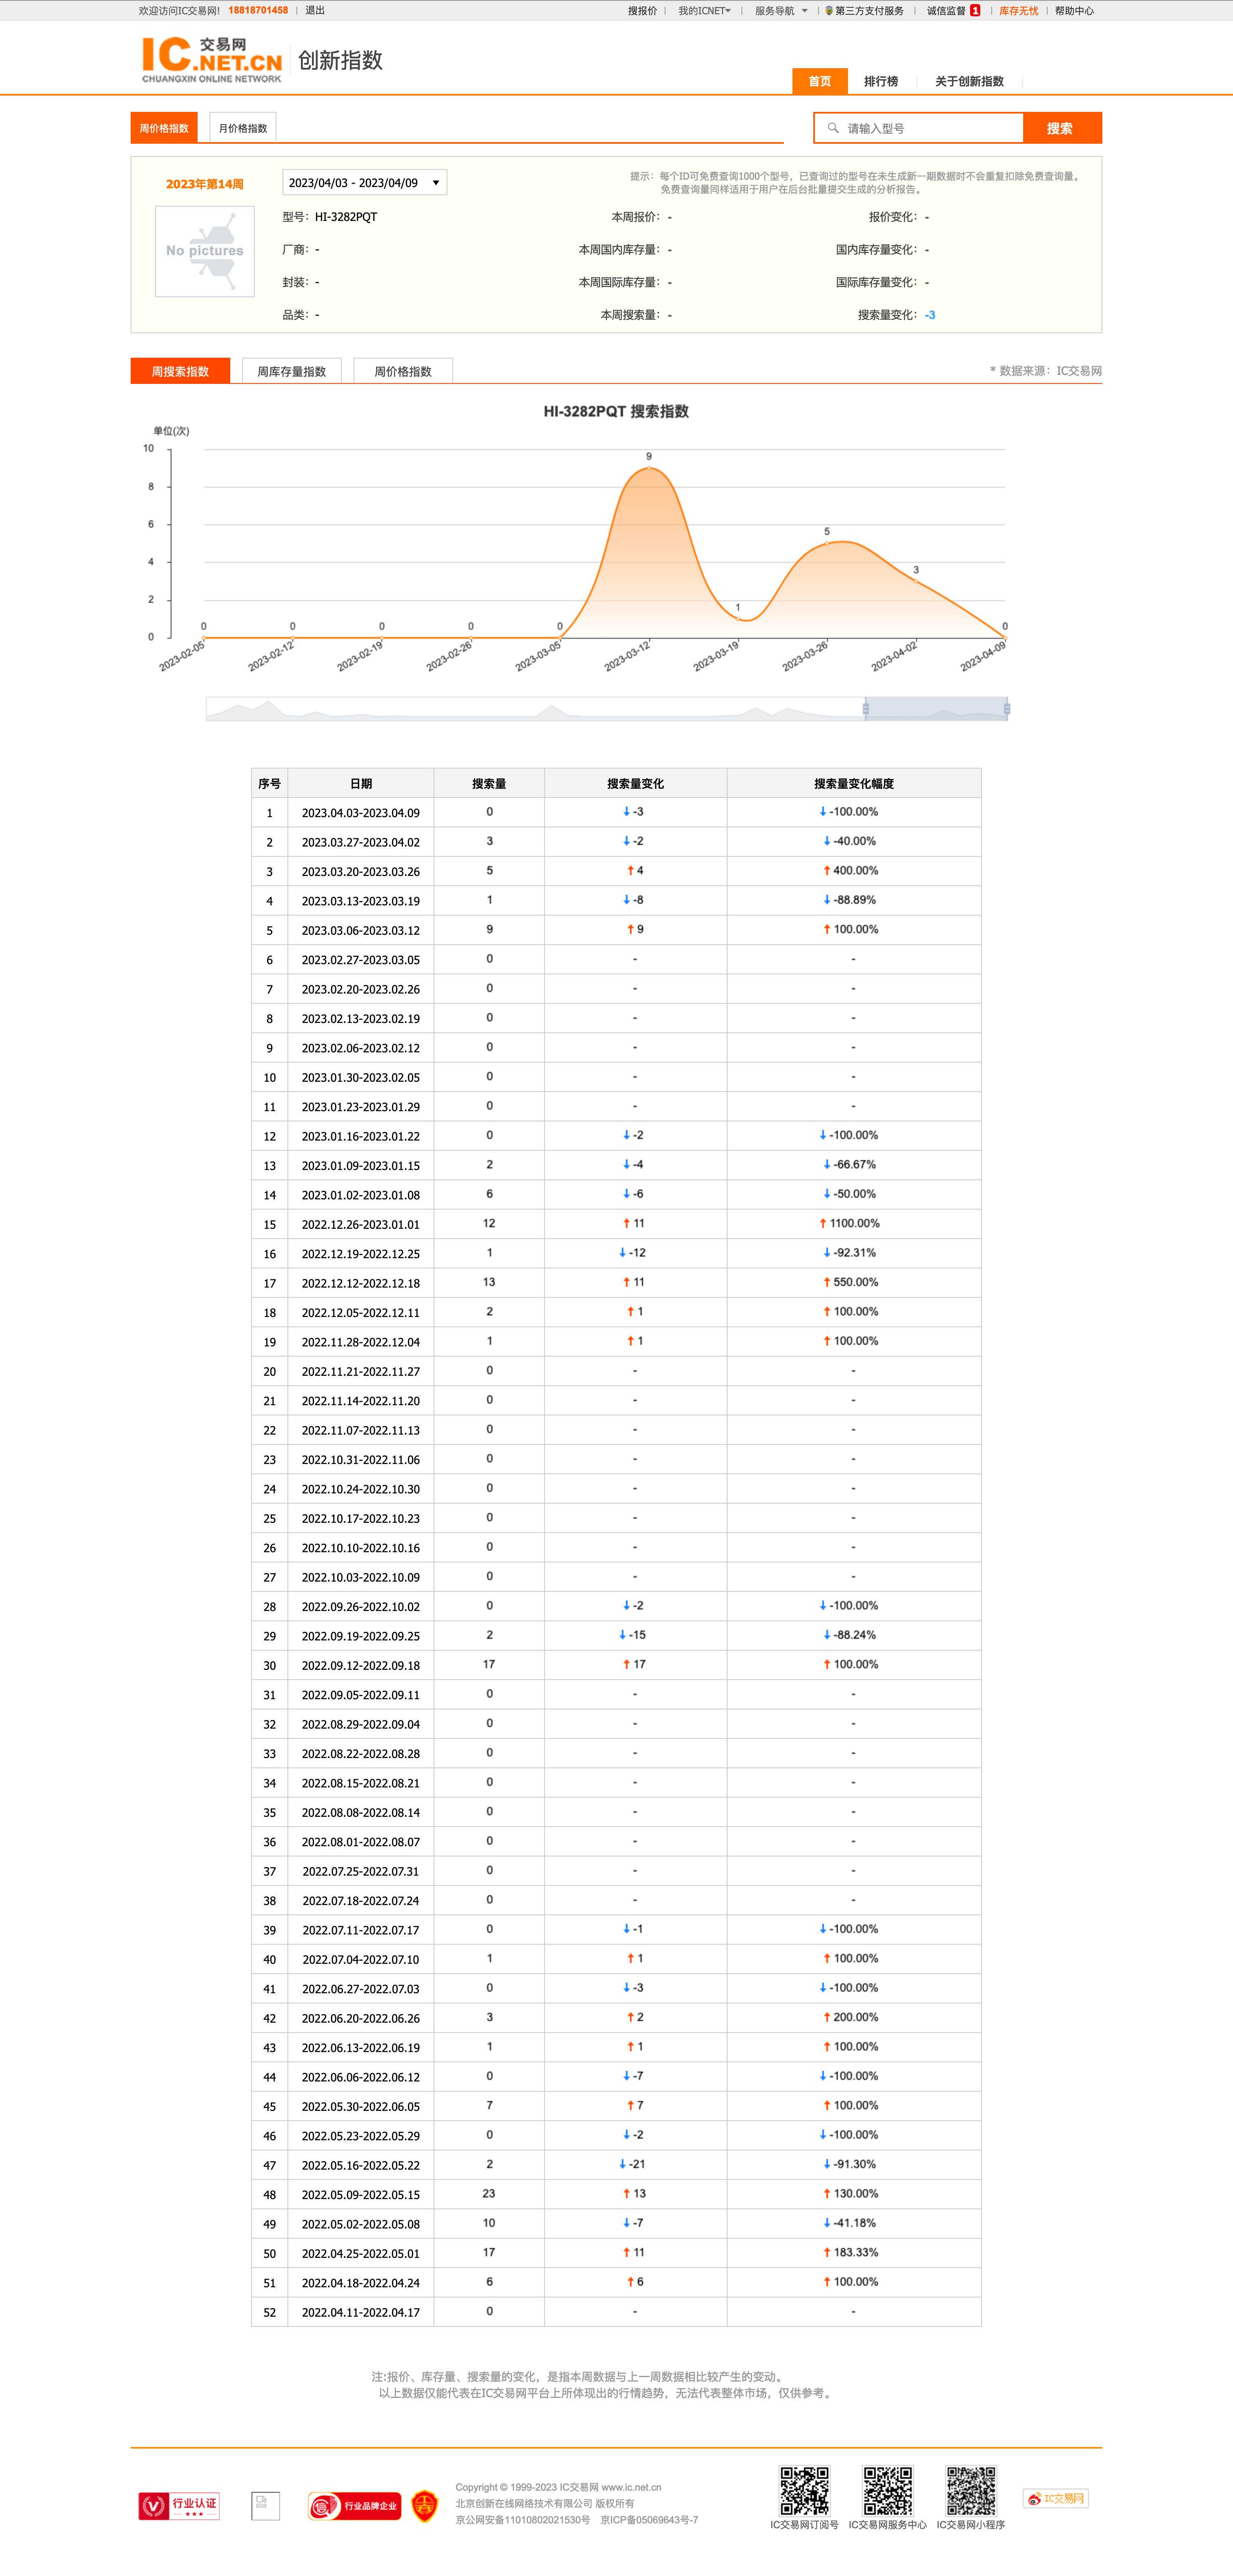 欢迎访问IC交易网! 18818701458 | 退出 搜报价 | 我的ICNET | 服务导航 | 第三方支付服务 | 诚信监督 1 | 库存无忧 | 帮助中心
IC 交易网
.NET.CN
CHUANGXIN ONLINE NETWORK
创新指数
首页 排行榜 关于创新指数
周价格指数 月价格指数 请输入型号 搜索
2023年第14周 2023/04/03 - 2023/04/09
提示：每个ID可免费查询1000个型号，已查询过的型号在未生成新一期数据时不会重复扣除免费查询量。
免费查询量同样适用于用户在后台批量提交生成的分析报告。
No pictures
型号：HI-3282PQT 本周报价：- 报价变化：-
厂商：- 本周国内库存量：- 国内库存量变化：-
封装：- 本周国际库存量：- 国际库存量变化：-
品类：- 本周搜索量：- 搜索量变化：-3
周搜索指数 周库存量指数 周价格指数 * 数据来源：IC交易网
HI-3282PQT 搜索指数
单位(次)
10
8
6
4
2
0
0 0 0 0 0 9 1 5 3 0
2023-02-05 2023-02-12 2023-02-19 2023-02-26 2023-03-05 2023-03-12 2023-03-19 2023-03-26 2023-04-02 2023-04-09
序号 日期 搜索量 搜索量变化 搜索量变化幅度
1 2023.04.03-2023.04.09 0 ↓-3 ↓-100.00%
2 2023.03.27-2023.04.02 3 ↓-2 ↓-40.00%
3 2023.03.20-2023.03.26 5 ↑4 ↑400.00%
4 2023.03.13-2023.03.19 1 ↓-8 ↓-88.89%
5 2023.03.06-2023.03.12 9 ↑9 ↑100.00%
6 2023.02.27-2023.03.05 0 - -
7 2023.02.20-2023.02.26 0 - -
8 2023.02.13-2023.02.19 0 - -
9 2023.02.06-2023.02.12 0 - -
10 2023.01.30-2023.02.05 0 - -
11 2023.01.23-2023.01.29 0 - -
12 2023.01.16-2023.01.22 0 ↓-2 ↓-100.00%
13 2023.01.09-2023.01.15 2 ↓-4 ↓-66.67%
14 2023.01.02-2023.01.08 6 ↓-6 ↓-50.00%
15 2022.12.26-2023.01.01 12 ↑11 ↑1100.00%
16 2022.12.19-2022.12.25 1 ↓-12 ↓-92.31%
17 2022.12.12-2022.12.18 13 ↑11 ↑550.00%
18 2022.12.05-2022.12.11 2 ↑1 ↑100.00%
19 2022.11.28-2022.12.04 1 ↑1 ↑100.00%
20 2022.11.21-2022.11.27 0 - -
21 2022.11.14-2022.11.20 0 - -
22 2022.11.07-2022.11.13 0 - -
23 2022.10.31-2022.11.06 0 - -
24 2022.10.24-2022.10.30 0 - -
25 2022.10.17-2022.10.23 0 - -
26 2022.10.10-2022.10.16 0 - -
27 2022.10.03-2022.10.09 0 - -
28 2022.09.26-2022.10.02 0 ↓-2 ↓-100.00%
29 2022.09.19-2022.09.25 2 ↓-15 ↓-88.24%
30 2022.09.12-2022.09.18 17 ↑17 ↑100.00%
31 2022.09.05-2022.09.11 0 - -
32 2022.08.29-2022.09.04 0 - -
33 2022.08.22-2022.08.28 0 - -
34 2022.08.15-2022.08.21 0 - -
35 2022.08.08-2022.08.14 0 - -
36 2022.08.01-2022.08.07 0 - -
37 2022.07.25-2022.07.31 0 - -
38 2022.07.18-2022.07.24 0 - -
39 2022.07.11-2022.07.17 0 ↓-1 ↓-100.00%
40 2022.07.04-2022.07.10 1 ↑1 ↑100.00%
41 2022.06.27-2022.07.03 0 ↓-3 ↓-100.00%
42 2022.06.20-2022.06.26 3 ↑2 ↑200.00%
43 2022.06.13-2022.06.19 1 ↑1 ↑100.00%
44 2022.06.06-2022.06.12 0 ↓-7 ↓-100.00%
45 2022.05.30-2022.06.05 7 ↑7 ↑100.00%
46 2022.05.23-2022.05.29 0 ↓-2 ↓-100.00%
47 2022.05.16-2022.05.22 2 ↓-21 ↓-91.30%
48 2022.05.09-2022.05.15 23 ↑13 ↑130.00%
49 2022.05.02-2022.05.08 10 ↓-7 ↓-41.18%
50 2022.04.25-2022.05.01 17 ↑11 ↑183.33%
51 2022.04.18-2022.04.24 6 ↑6 ↑100.00%
52 2022.04.11-2022.04.17 0 - -
注:报价、库存量、搜索量的变化，是指本周数据与上一周数据相比较产生的变动。
以上数据仅能代表在IC交易网平台上所体现出的行情趋势，无法代表整体市场，仅供参考。
行业认证
行业品牌企业
Copyright © 1999-2023 IC交易网 www.ic.net.cn
北京创新在线网络技术有限公司 版权所有
京公网安备11010802021530号 京ICP备05069643号-7
IC交易网订阅号 IC交易网服务中心 IC交易网小程序
IC交易网